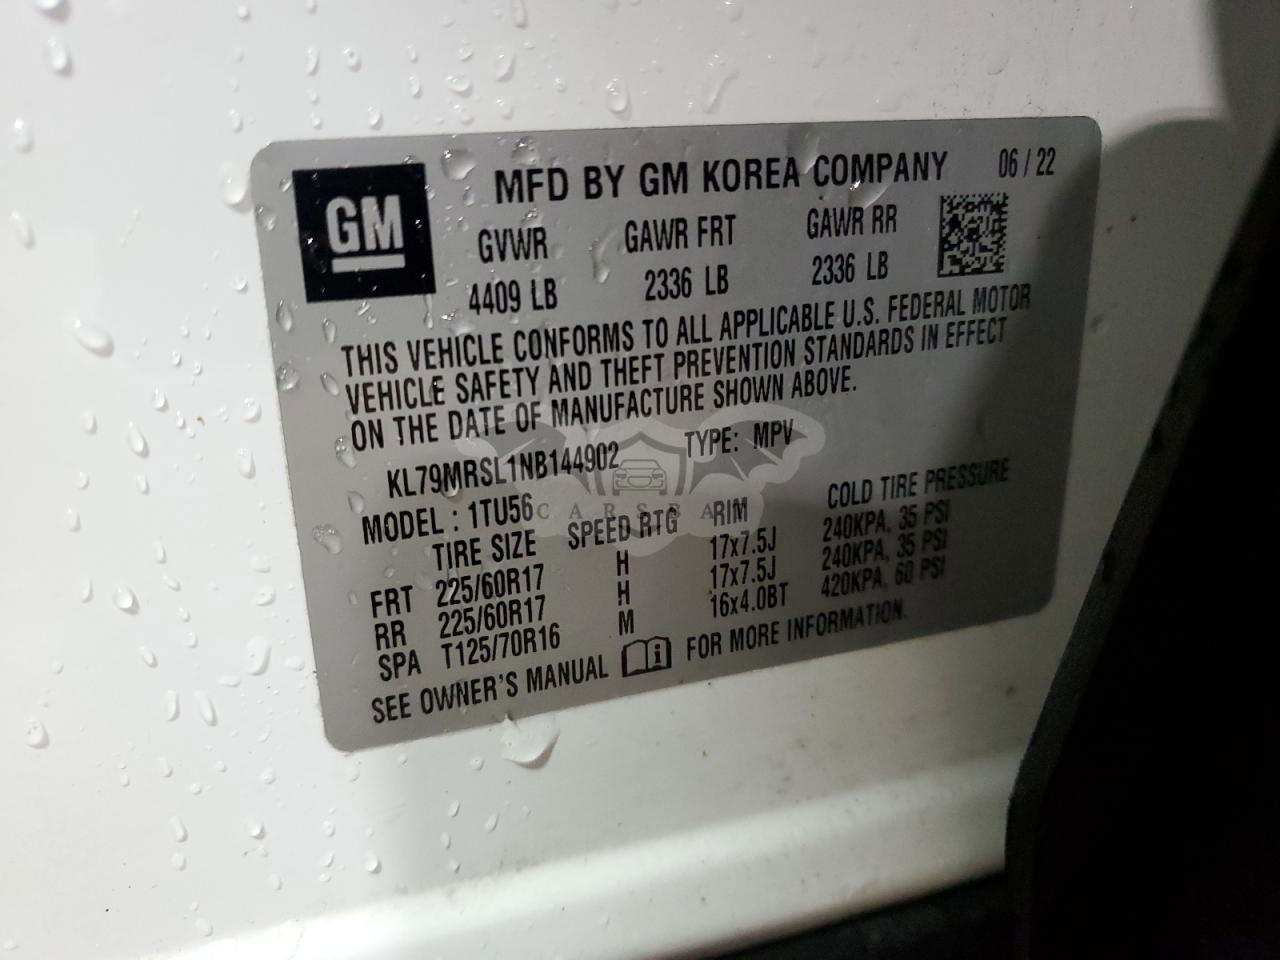 GM
MFD BY GM KOREA COMPANY 06 / 22
GVWR GAWR FRT GAWR RR
4409 LB 2336 LB 2336 LB
THIS VEHICLE CONFORMS TO ALL APPLICABLE U.S. FEDERAL MOTOR
VEHICLE SAFETY AND THEFT PREVENTION STANDARDS IN EFFECT
ON THE DATE OF MANUFACTURE SHOWN ABOVE.
KL79MRSL1NB144902 TYPE: MPV
MODEL : 1TU56
CARSBA
TIRE SIZE SPEED RTG RIM COLD TIRE PRESSURE
FRT 225/60R17 H 17x7.5J 240KPA, 35 PSI
RR 225/60R17 H 17x7.5J 240KPA, 35 PSI
SPA T125/70R16 M 16x4.0BT 420KPA, 60 PSI
SEE OWNER'S MANUAL FOR MORE INFORMATION.